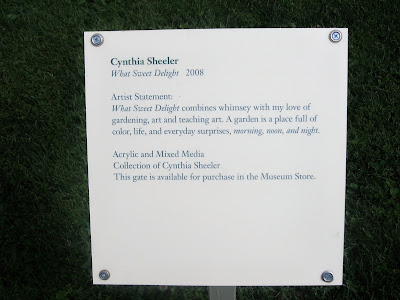 Cynthia Sheeler
What Sweet Delight 2008
Artist Statement:
What Sweet Delight combines whimsey with my love of
gardening, art and teaching art. A garden is a place full of
color, life, and everyday surprises, morning, noon, and night.
Acrylic and Mixed Media
Collection of Cynthia Sheeler
This gate is available for purchase in the Museum Store.